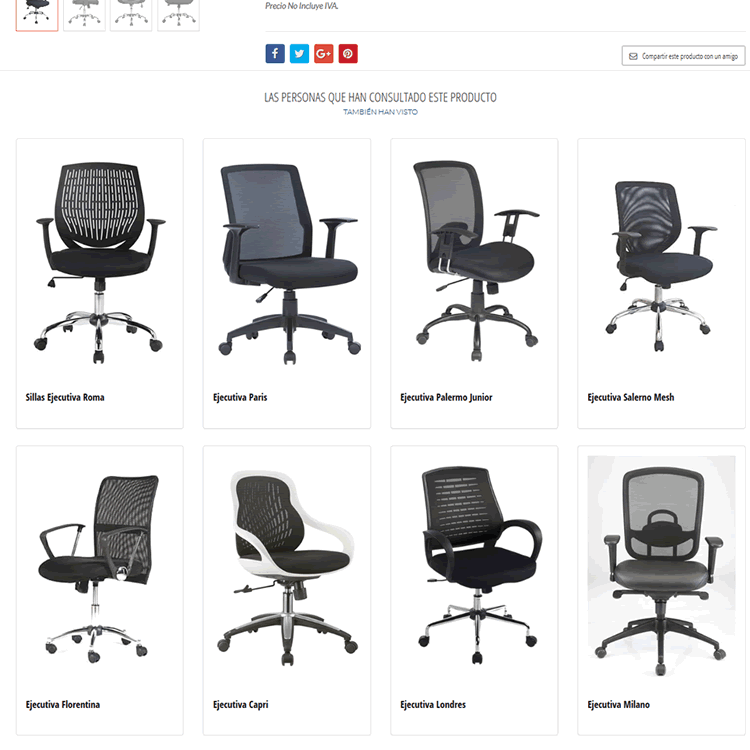 Precio No Incluye IVA.
Compartir este producto con un amigo
LAS PERSONAS QUE HAN CONSULTADO ESTE PRODUCTO
TAMBIÉN HAN VISTO
Sillas Ejecutiva Roma
Ejecutiva Paris
Ejecutiva Palermo Junior
Ejecutiva Salerno Mesh
Ejecutiva Florentina
Ejecutiva Capri
Ejecutiva Londres
Ejecutiva Milano